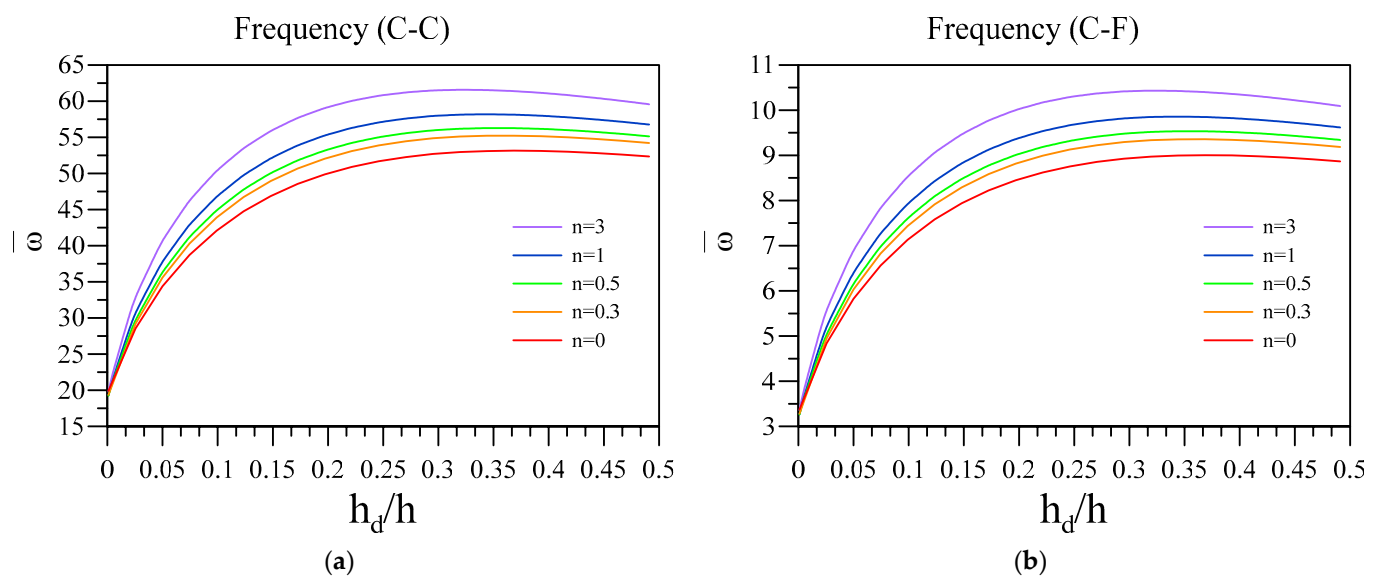 Frequency (C-C)
65
60
55
50
45
40
35
30
25
20
15
ω̅
n=3
n=1
n=0.5
n=0.3
n=0
0 0.05 0.1 0.15 0.2 0.25 0.3 0.35 0.4 0.45 0.5
h_d/h
(a)
Frequency (C-F)
11
10
9
8
7
6
5
4
3
ω̅
n=3
n=1
n=0.5
n=0.3
n=0
0 0.05 0.1 0.15 0.2 0.25 0.3 0.35 0.4 0.45 0.5
h_d/h
(b)